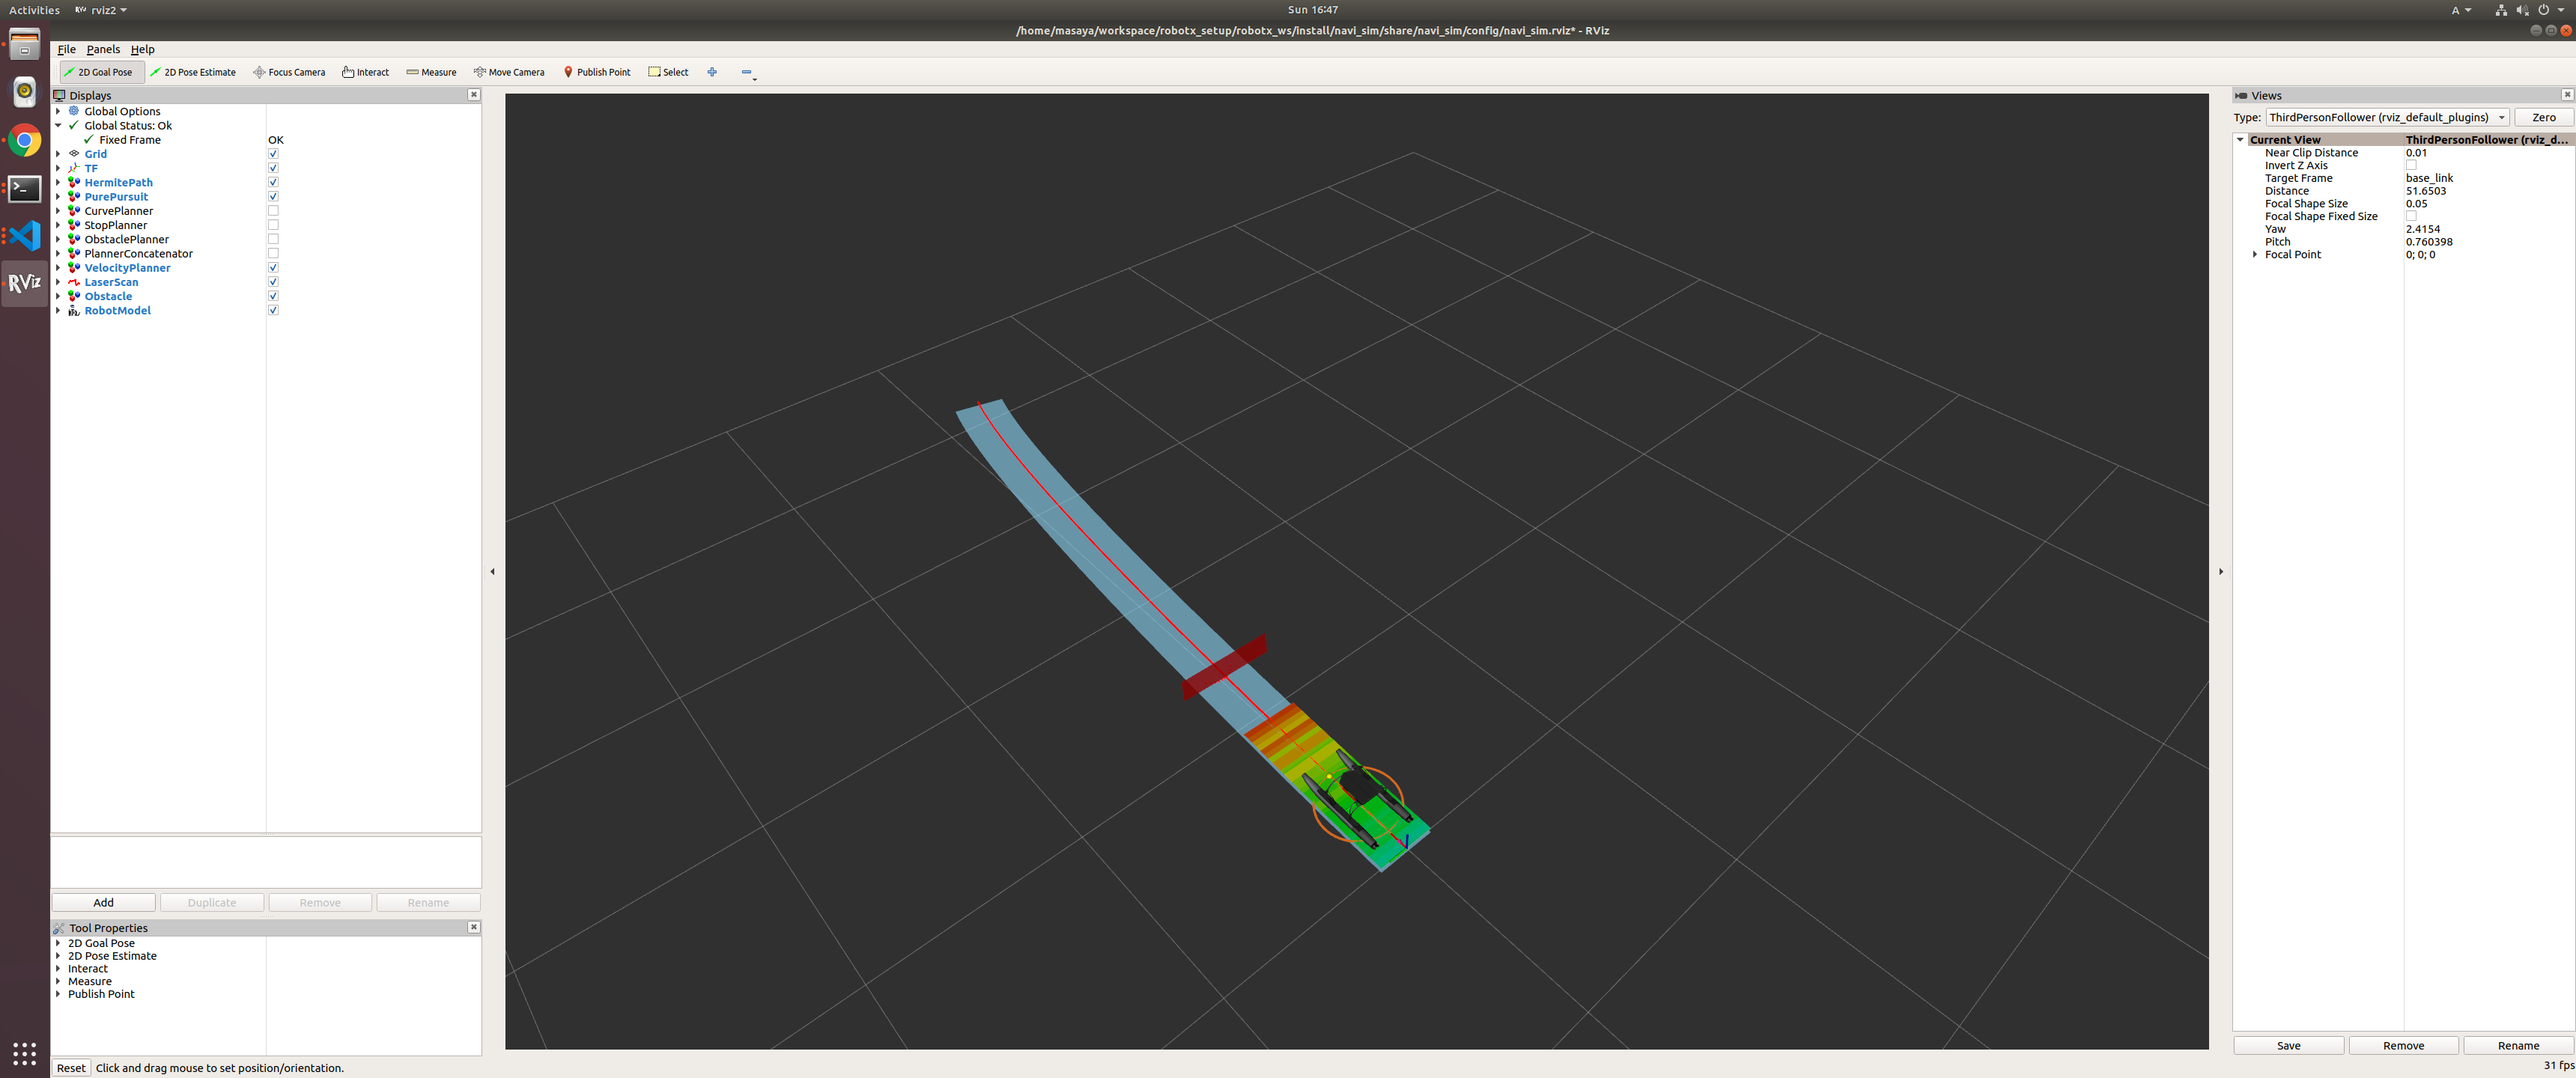 Activities rviz2 Sun 16:47 A
/home/masaya/workspace/robotx_setup/robotx_ws/install/navi_sim/share/navi_sim/config/navi_sim.rviz* - RViz
File Panels Help
2D Goal Pose 2D Pose Estimate Focus Camera Interact Measure Move Camera Publish Point Select
Displays
Global Options
Global Status: Ok
Fixed Frame OK
Grid
TF
HermitePath
PurePursuit
CurvePlanner
StopPlanner
ObstaclePlanner
PlannerConcatenator
VelocityPlanner
LaserScan
Obstacle
RobotModel
Add Duplicate Remove Rename
Tool Properties
2D Goal Pose
2D Pose Estimate
Interact
Measure
Publish Point
Reset Click and drag mouse to set position/orientation.
RViz
Views
Type: ThirdPersonFollower (rviz_default_plugins) Zero
Current View ThirdPersonFollower (rviz_d...
Near Clip Distance 0.01
Invert Z Axis
Target Frame base_link
Distance 51.6503
Focal Shape Size 0.05
Focal Shape Fixed Size
Yaw 2.4154
Pitch 0.760398
Focal Point 0; 0; 0
Save Remove Rename
31 fps